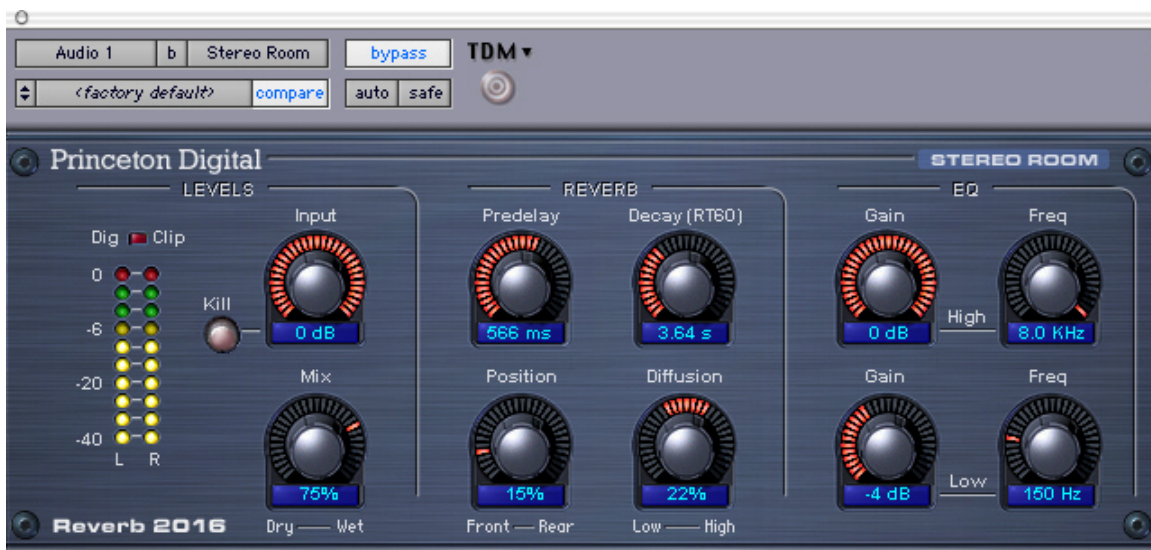 Audio 1 b Stereo Room bypass TDM
<factory default> compare auto safe
Princeton Digital STEREO ROOM
LEVELS REVERB EQ
Input Predelay Decay (RT60) Gain Freq
Dig Clip
0
Kill
-6
0 dB 566 ms 3.64 s 0 dB High 8.0 KHz
Mix Position Diffusion Gain Freq
-20
-40
L R
75% 15% 22% -4 dB Low 150 Hz
Reverb 2016 Dry Wet Front Rear Low High